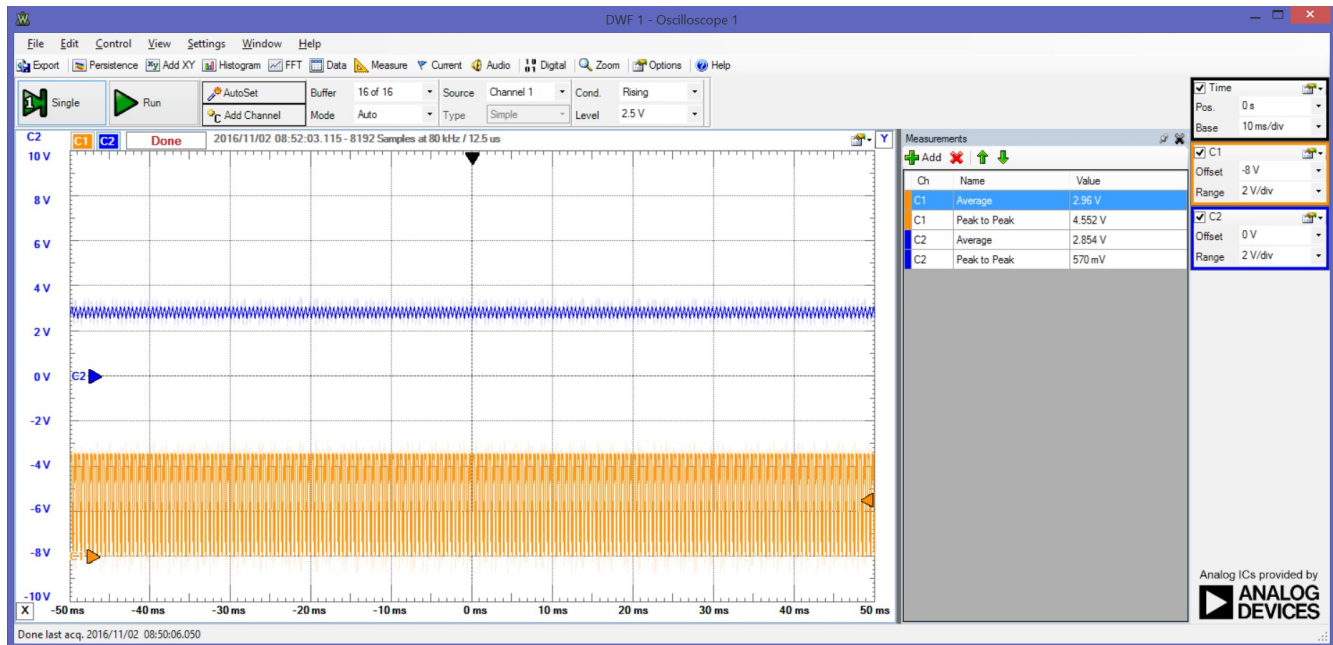 DWF 1 - Oscilloscope 1
File Edit Control View Settings Window Help
Export Persistence Add XY Histogram FFT Data Measure Current Audio Digital Zoom Options Help
Single Run AutoSet Buffer 16 of 16 Source Channel 1 Cond. Rising
Add Channel Mode Auto Type Simple Level 2.5 V
C2 C1 C2 Done 2016/11/02 08:52:03.115 - 8192 Samples at 80 kHz / 12.5 us Y
10 V
8 V
6 V
4 V
2 V
0 V C2
-2 V
-4 V
-6 V
-8 V
-10 V
X -50 ms -40 ms -30 ms -20 ms -10 ms 0 ms 10 ms 20 ms 30 ms 40 ms 50 ms
Measurements
Add
Ch Name Value
C1 Average 2.96 V
C1 Peak to Peak 4.552 V
C2 Average 2.854 V
C2 Peak to Peak 570 mV
Time
Pos. 0 s
Base 10 ms/div
C1
Offset -8 V
Range 2 V/div
C2
Offset 0 V
Range 2 V/div
Analog ICs provided by
ANALOG
DEVICES
Done last acq. 2016/11/02 08:50:06.050